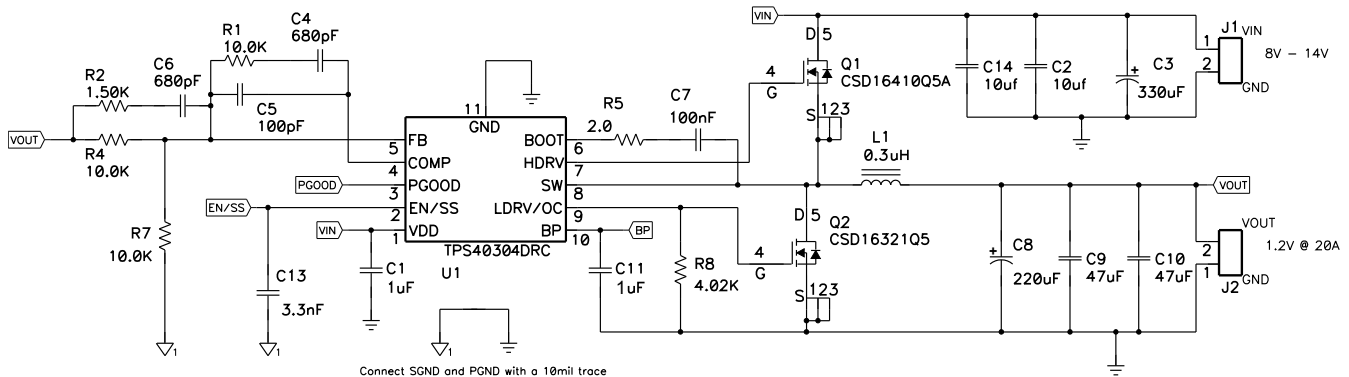 VIN
J1
VIN
1
8V - 14V
2
GND
C4
680pF
R1
10.0K
C6
680pF
R2
1.50K
C5
100pF
VOUT
R4
10.0K
R7
10.0K
D 5
4
G
Q1
CSD16410Q5A
S 123
C14
10uf
C2
10uf
C3
330uF
11
GND
R5
2.0
C7
100nF
FB
5
COMP
4
PGOOD
PGOOD
3
EN/SS
EN/SS
2
VIN
VDD
1
BOOT
6
HDRV
7
SW
8
LDRV/OC
9
BP
10
BP
TPS40304DRC
U1
L1
0.3uH
VOUT
D 5
4
G
Q2
CSD16321Q5
S 123
C13
3.3nF
C1
1uF
C11
1uF
R8
4.02K
C8
220uF
C9
47uF
C10
47uF
VOUT
2
1.2V @ 20A
1
GND
J2
1
1
1
Connect SGND and PGND with a 10mil trace